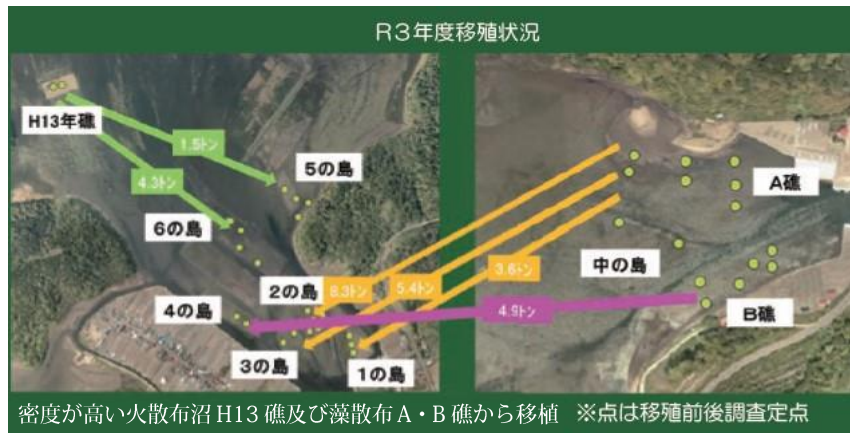 R3年度移殖状況
H13年礁
1.5トン
4.3トン
5の島
6の島
2の島
8.3トン
5.4トン
3.6トン
4の島
4.9トン
3の島
1の島
A礁
中の島
B礁
密度が高い火散布沼H13礁及び藻散布A・B礁から移植 ※点は移殖前後調査定点